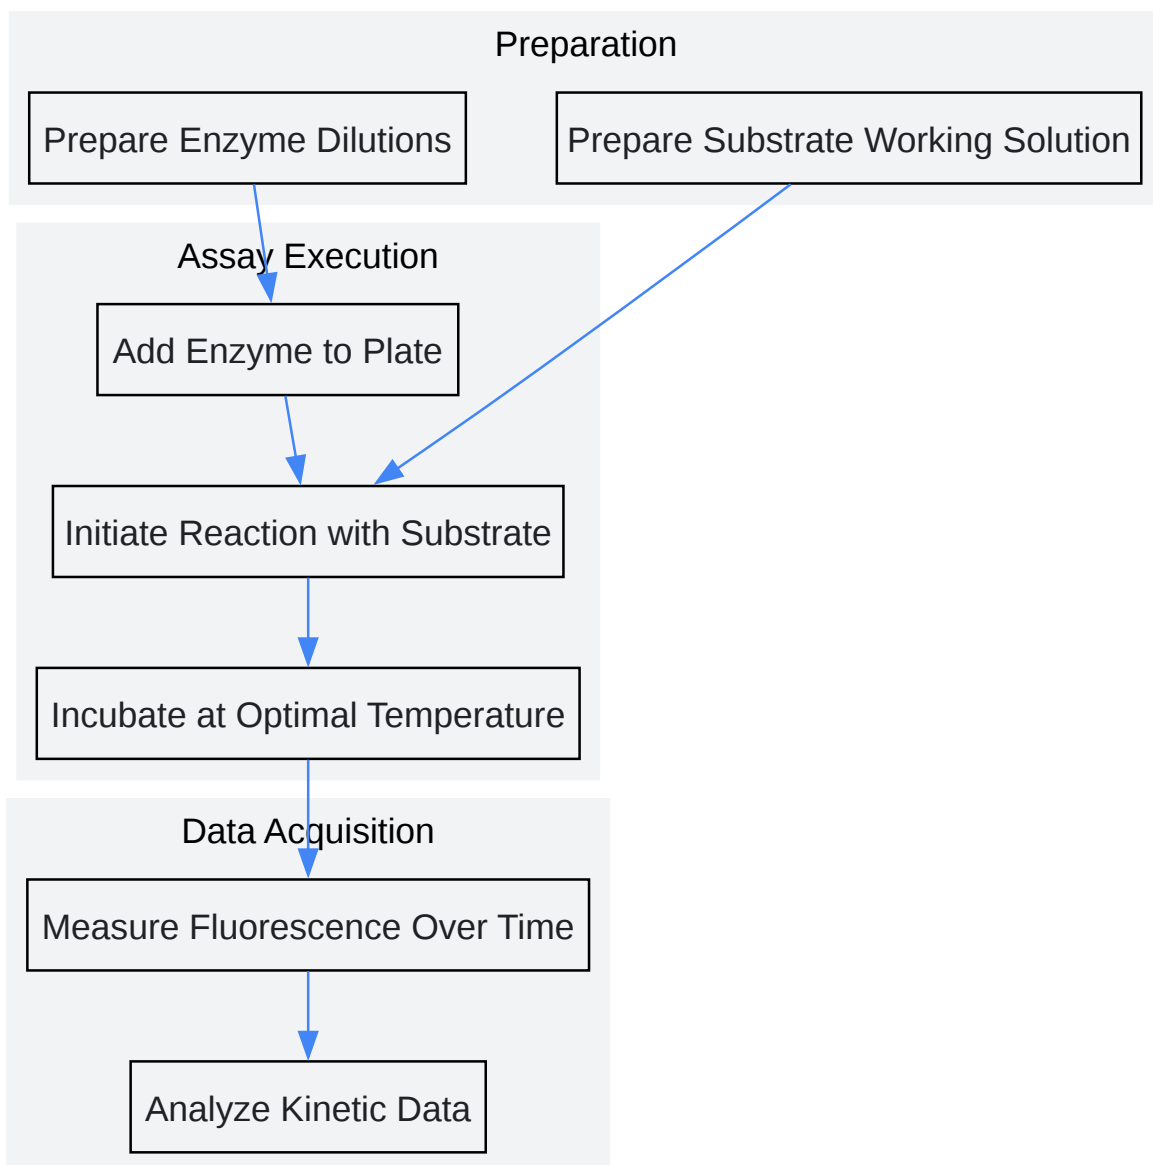 Preparation
Prepare Enzyme Dilutions
Prepare Substrate Working Solution
Assay Execution
Add Enzyme to Plate
Initiate Reaction with Substrate
Incubate at Optimal Temperature
Data Acquisition
Measure Fluorescence Over Time
Analyze Kinetic Data